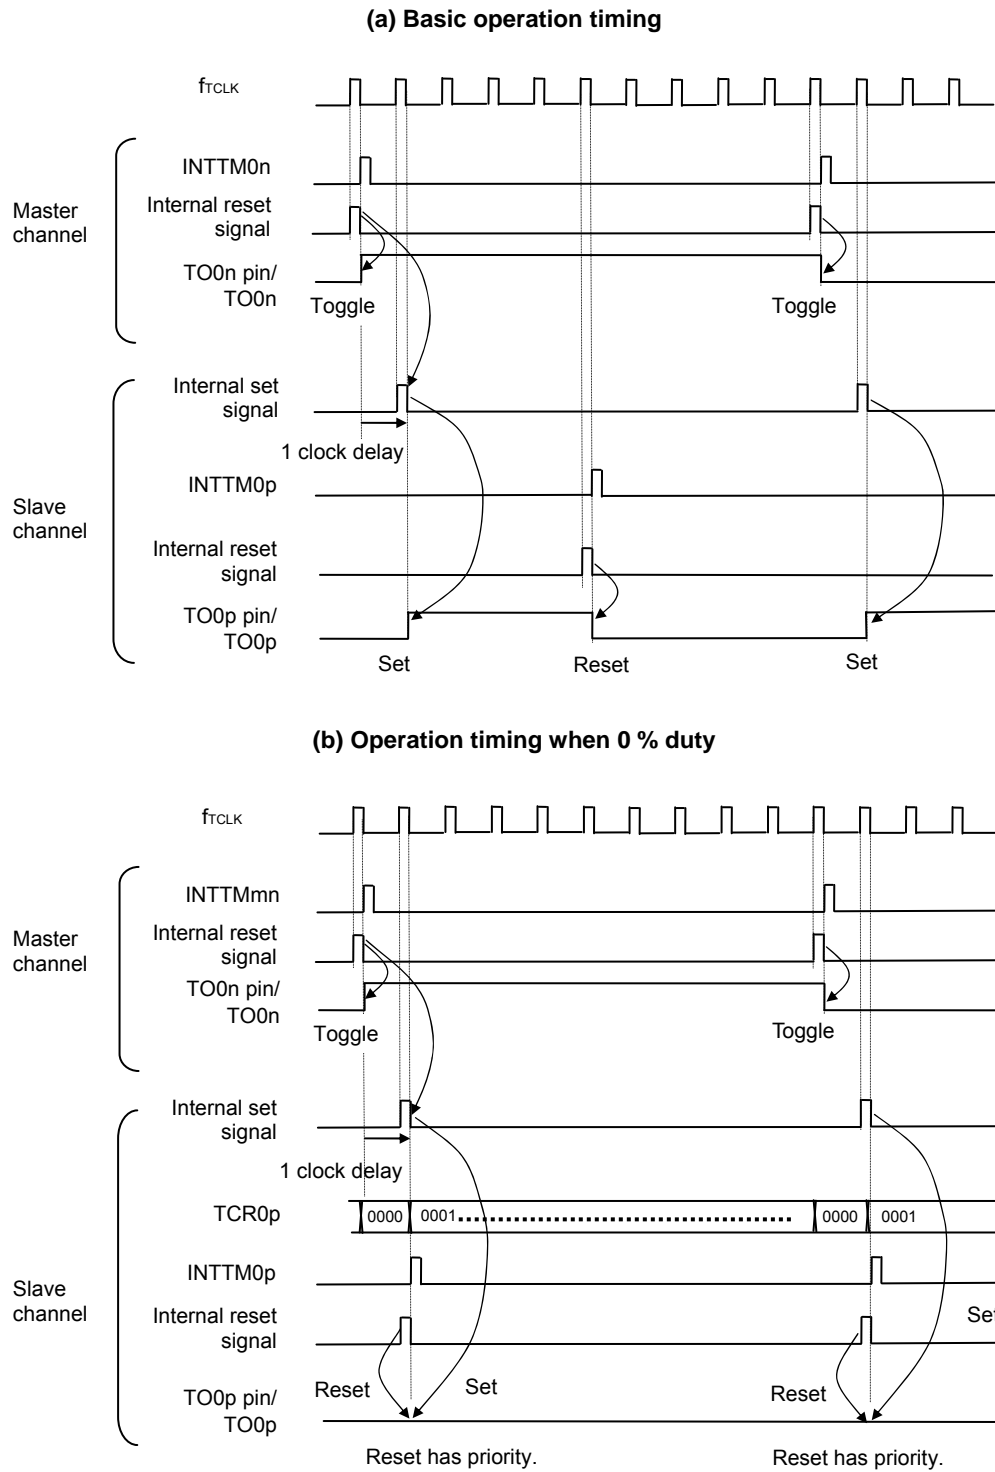 (a) Basic operation timing
fTCLK
INTTM0n
Internal reset
signal
Master
channel
TO0n pin/
TO0n
Toggle
Toggle
Internal set
signal
1 clock delay
INTTM0p
Slave
channel
Internal reset
signal
TO0p pin/
TO0p
Set
Reset
Set
(b) Operation timing when 0 % duty
fTCLK
INTTMmn
Internal reset
signal
Master
channel
TO0n pin/
TO0n
Toggle
Toggle
Internal set
signal
1 clock delay
TCR0p
0000
0001
0000
0001
INTTM0p
Slave
channel
Internal reset
signal
Set
Reset
Set
Reset
TO0p pin/
TO0p
Reset has priority.
Reset has priority.